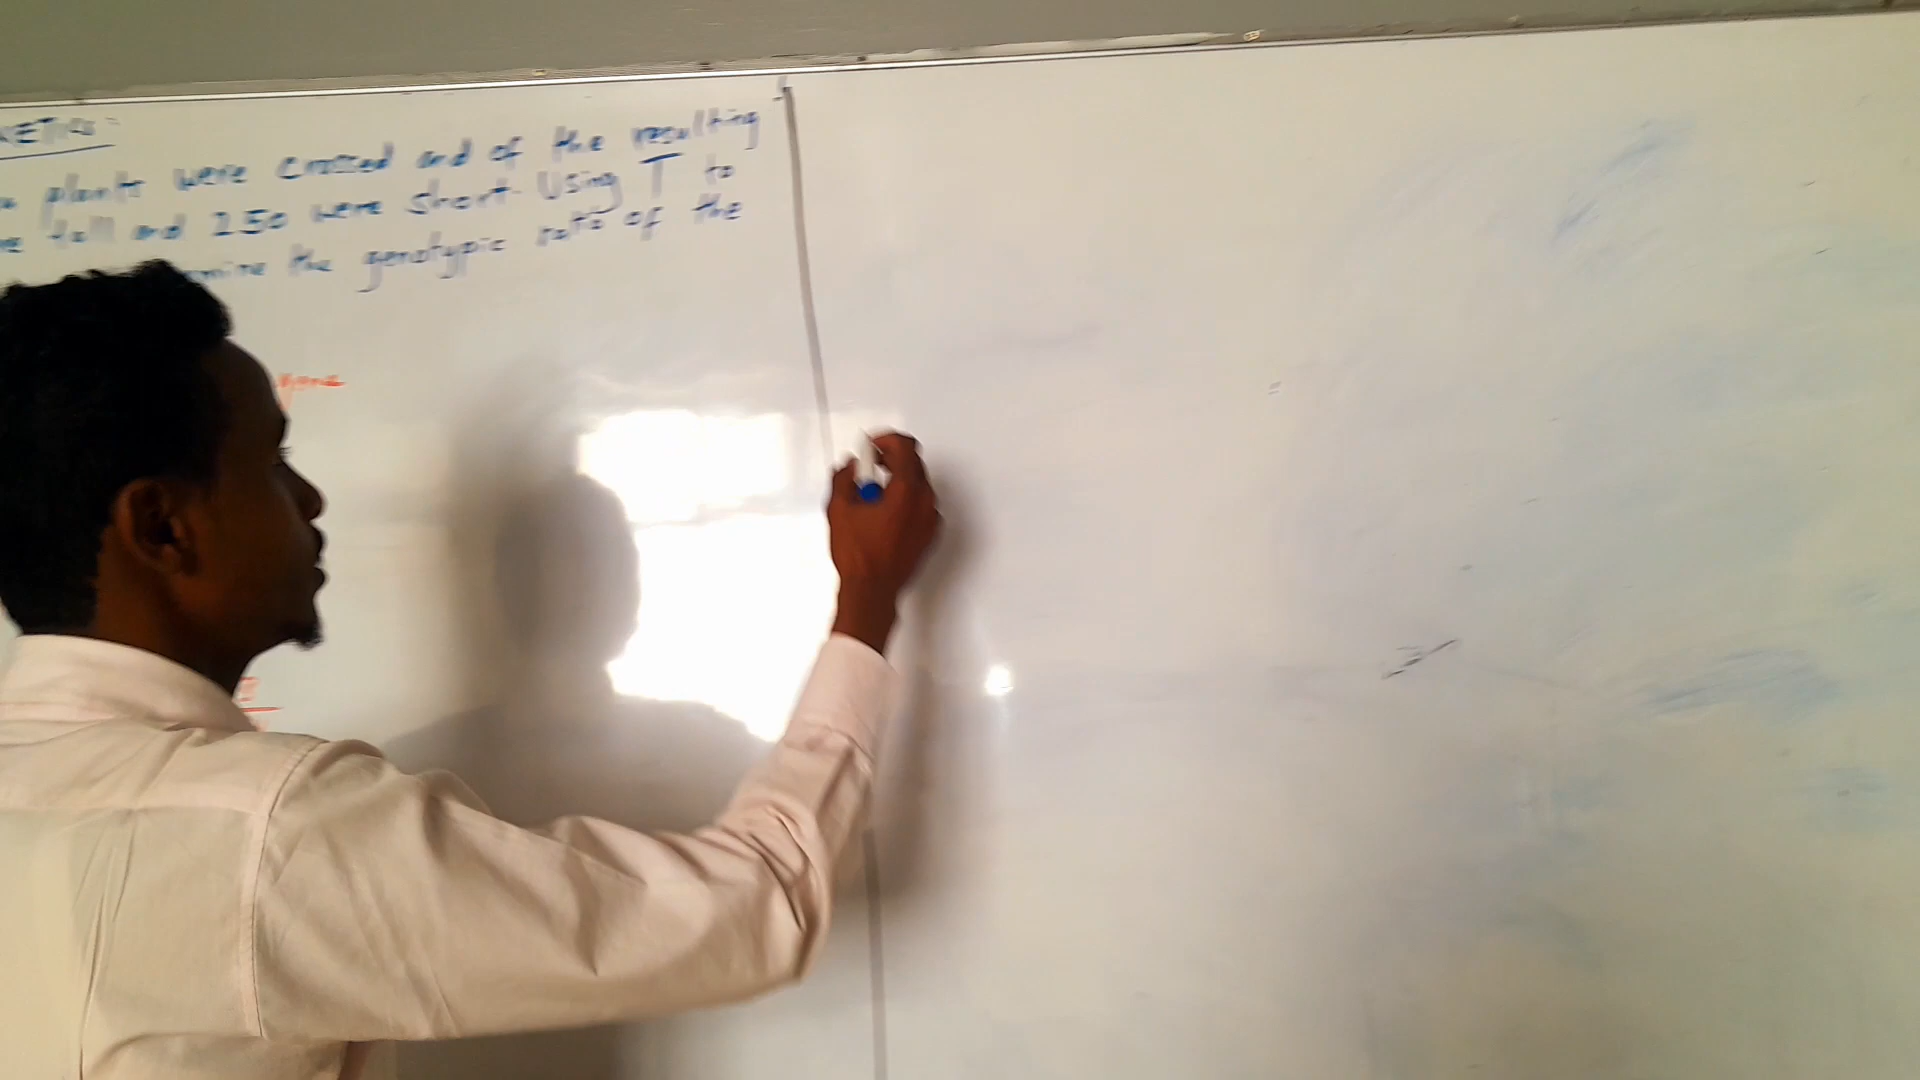 plants were crossed and of the resulting
tall and 250 were short. Using T to
the genotypic ratio of the